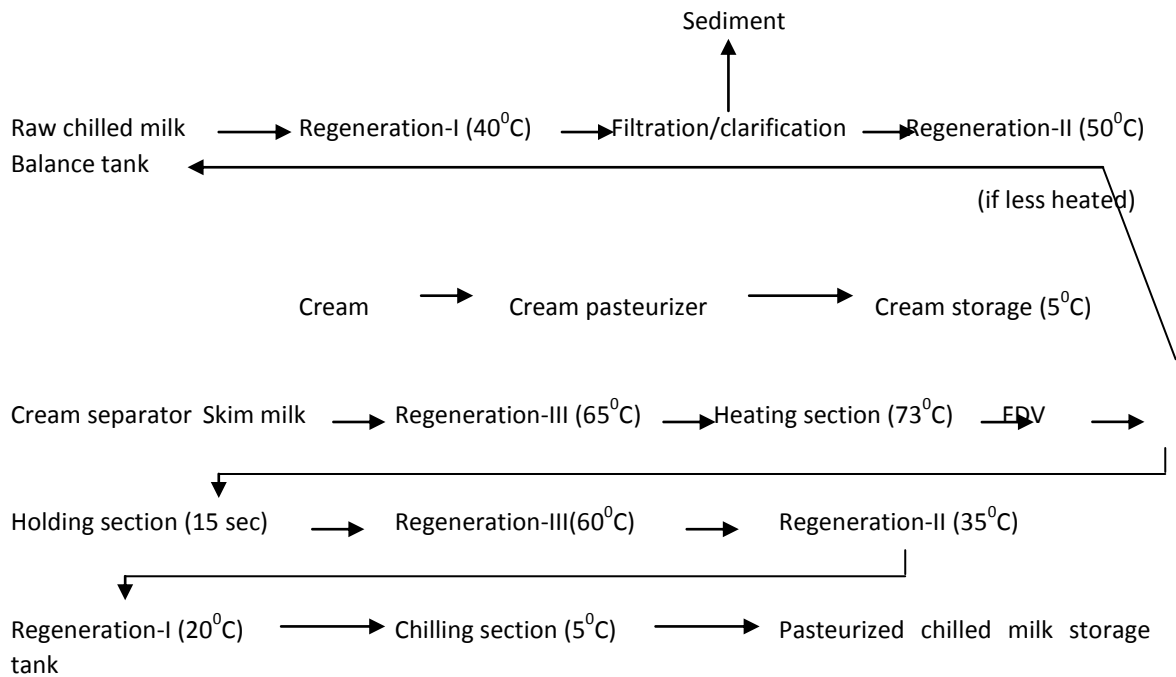 Sediment
Raw chilled milk Regeneration-I (40⁰C) Filtration/clarification Regeneration-II (50⁰C)
Balance tank
(if less heated)
Cream Cream pasteurizer Cream storage (5⁰C)
Cream separator Skim milk Regeneration-III (65⁰C) Heating section (73⁰C) FDV
Holding section (15 sec) Regeneration-III(60⁰C) Regeneration-II (35⁰C)
Regeneration-I (20⁰C) Chilling section (5⁰C) Pasteurized chilled milk storage
tank